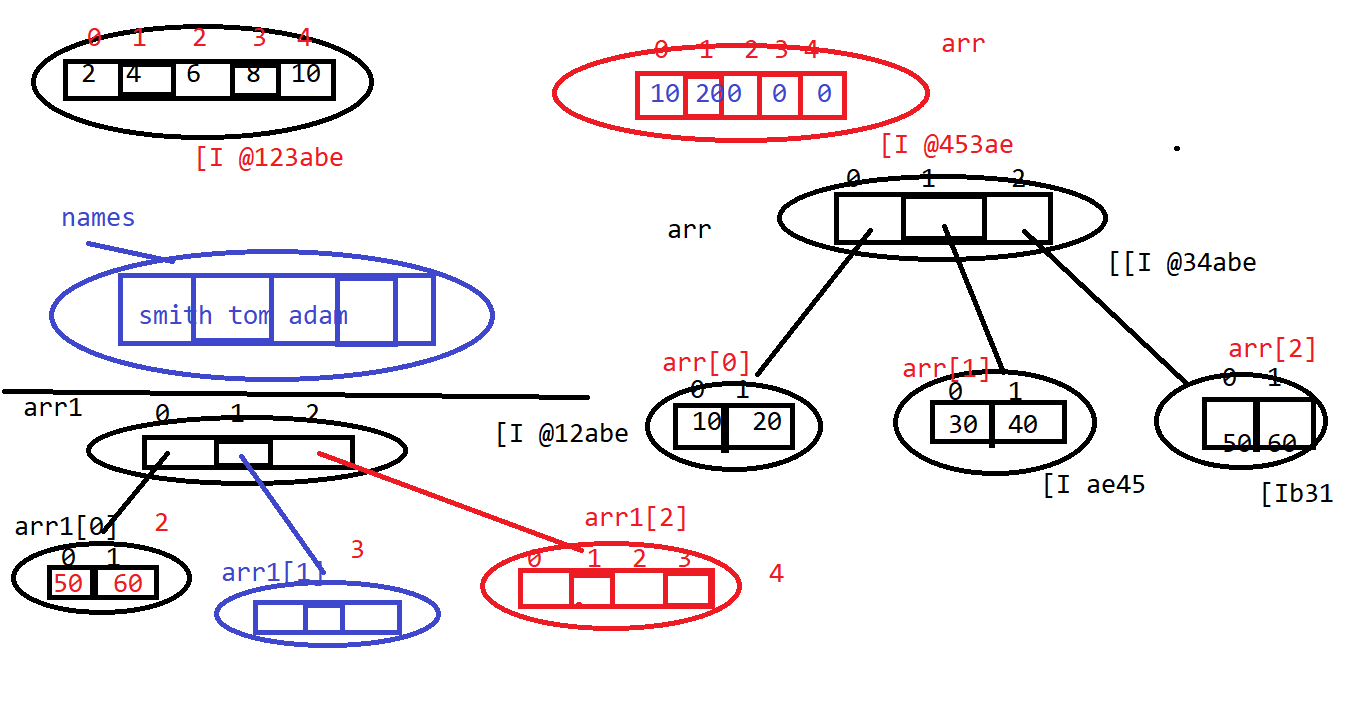 0 1 2 3 4
2 4 6 8 10
[I @123abe
arr
0 1 2 3 4
10 20 0 0 0
[I @453ae
names
smith tom adam
arr
0 1 2
[[I @34abe
arr[0]
0 1
10 20
arr[1]
0 1
30 40
[I ae45
arr[2]
0 1
50 60
[Ib31
arr1
0 1 2
[I @12abe
arr1[0] 2
0 1
50 60
3
arr1[1]
arr1[2]
0 1 2 3
4